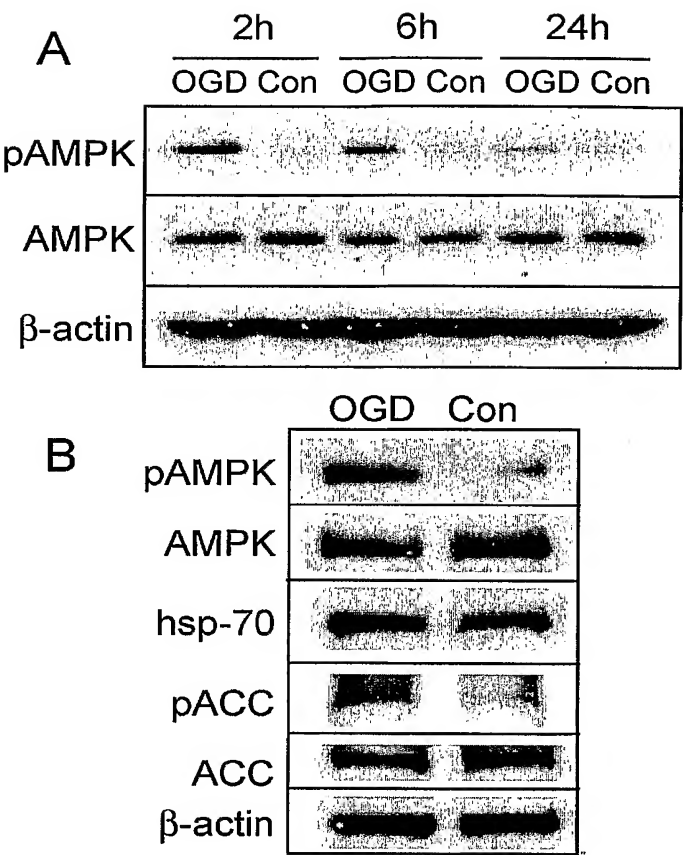 A
2h 6h 24h
OGD Con OGD Con OGD Con
pAMPK
AMPK
β-actin
B
OGD Con
pAMPK
AMPK
hsp-70
pACC
ACC
β-actin